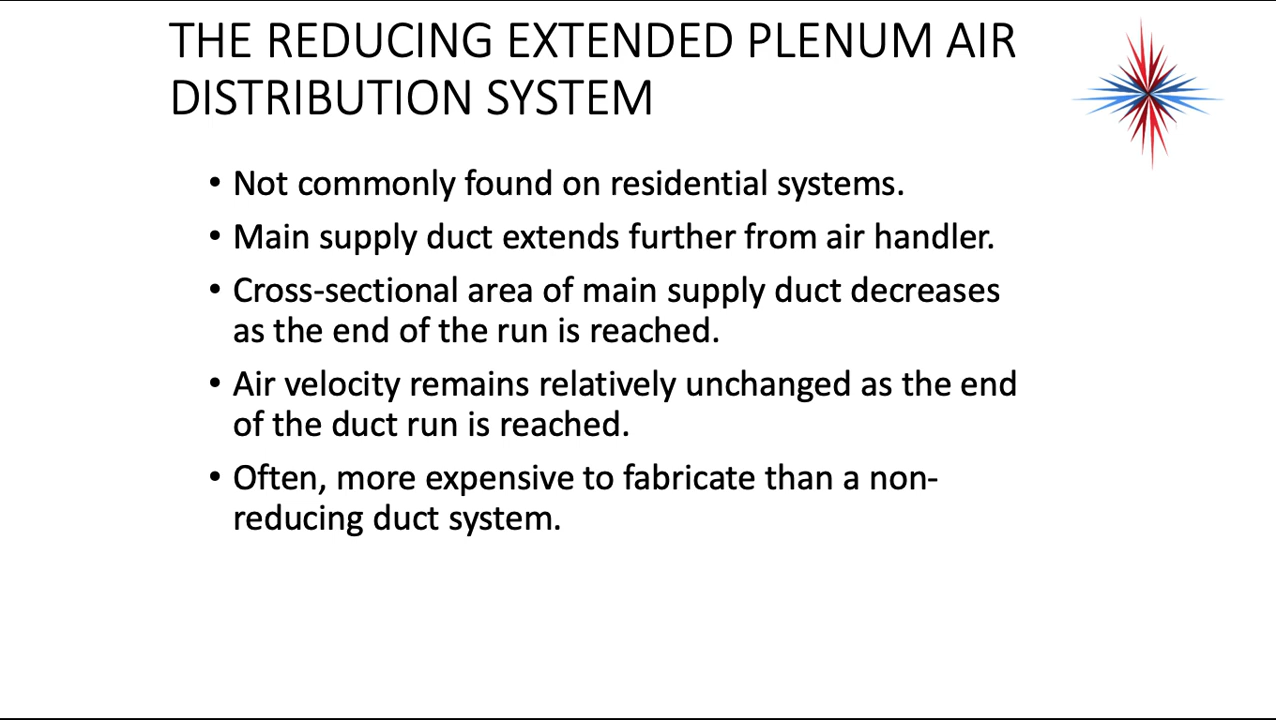 THE REDUCING EXTENDED PLENUM AIR
DISTRIBUTION SYSTEM
• Not commonly found on residential systems.
• Main supply duct extends further from air handler.
• Cross-sectional area of main supply duct decreases
as the end of the run is reached.
• Air velocity remains relatively unchanged as the end
of the duct run is reached.
• Often, more expensive to fabricate than a non-
reducing duct system.